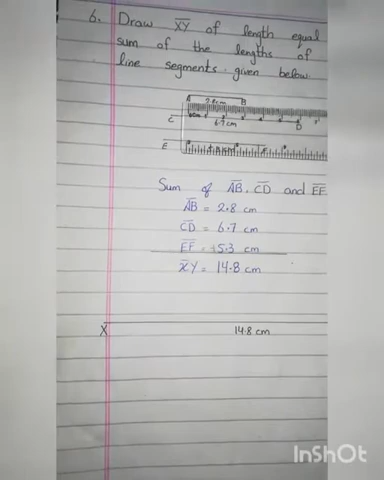 6. Draw XY of length equal
sum of the lengths of
line segments given below.
A 2.8cm B
C 6.7 cm D
E
Sum of AB, CD and EF
AB = 2.8 cm
CD = 6.7 cm
EF = +5.3 cm
XY = 14.8 cm
X 14.8 cm
InShOt